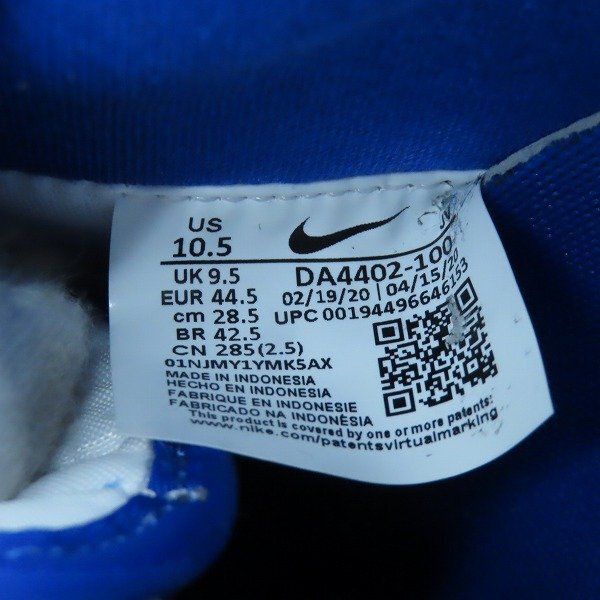 US
10.5
UK 9.5
EUR 44.5
cm 28.5
BR 42.5
CN 285(2.5)
DA4402-100
02/19/20 | 04/15/20
UPC 00194496646153
01NJMY1YMK5AX
MADE IN INDONESIA
HECHO EN INDONESIA
FABRIQUE EN INDONESIE
FABRICADO NA INDONÉSIA
This product is covered by one or more patents:
www.nike.com/patentsvirtualmarking